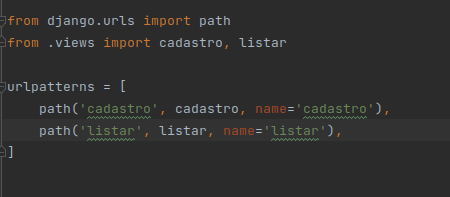 from django.urls import path
from .views import cadastro, listar
urlpatterns = [
path('cadastro', cadastro, name='cadastro'),
path('listar', listar, name='listar'),
]